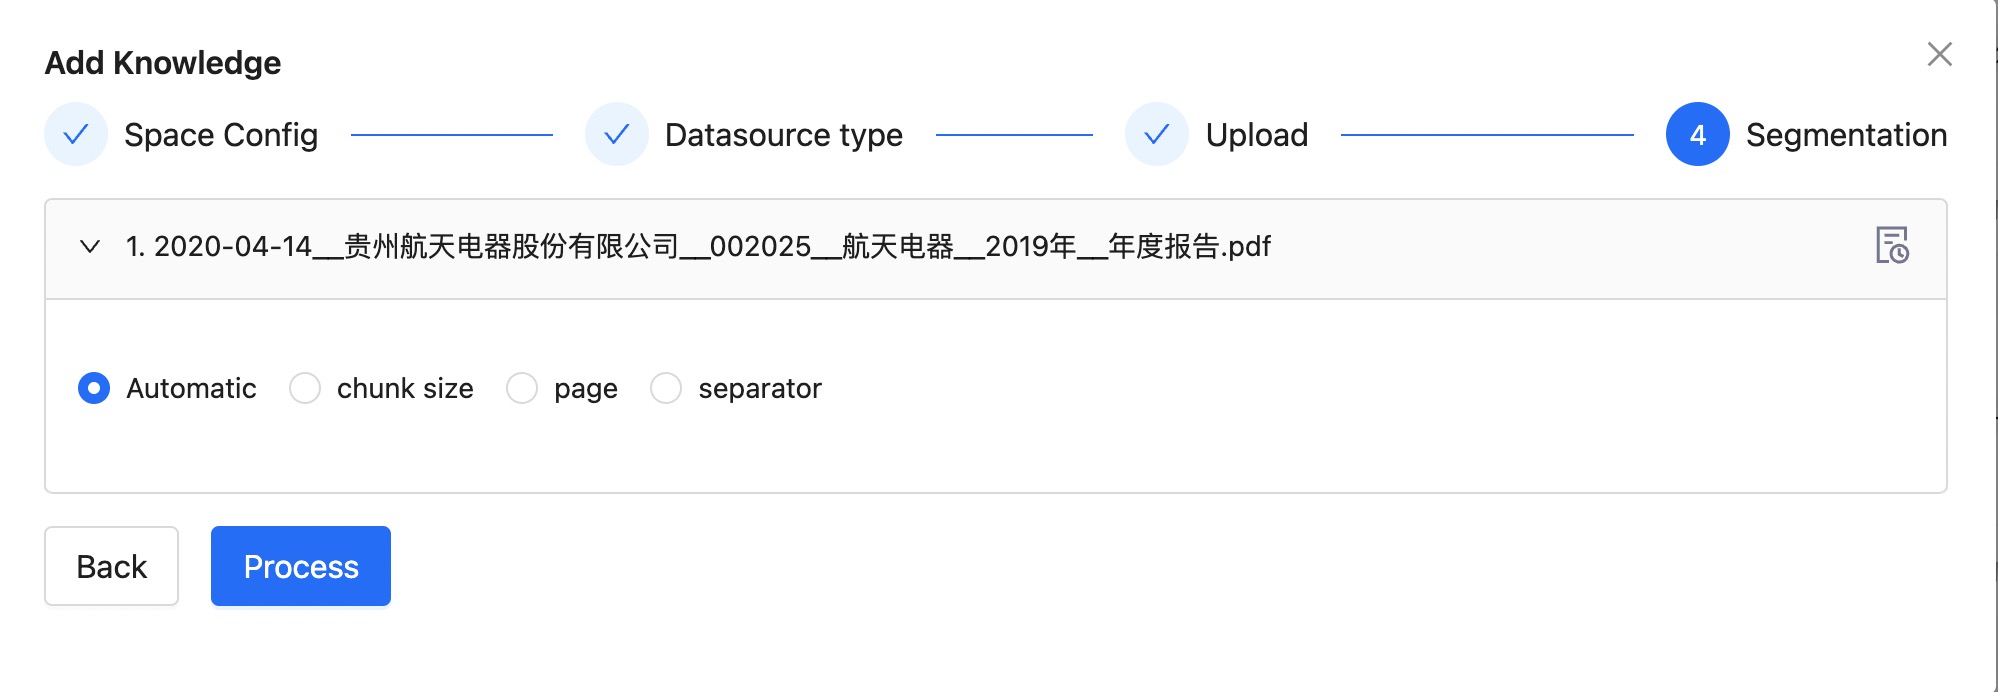 Add Knowledge
Space Config
Datasource type
Upload
4 Segmentation
1. 2020-04-14__贵州航天电器股份有限公司__002025__航天电器__2019年__年度报告.pdf
Automatic chunk size page separator
Back Process